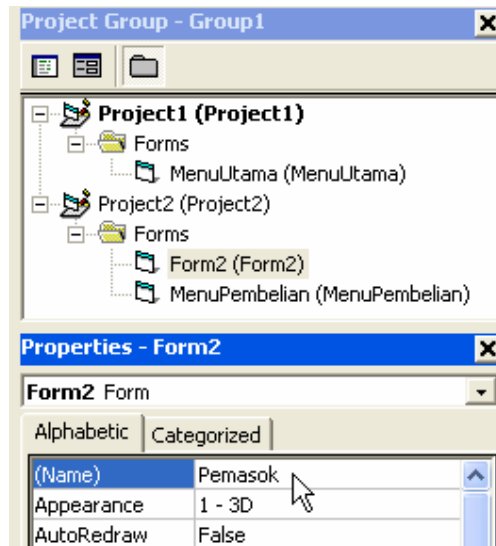 Project Group - Group1
Project1 (Project1)
Forms
MenuUtama (MenuUtama)
Project2 (Project2)
Forms
Form2 (Form2)
MenuPembelian (MenuPembelian)
Properties - Form2
Form2 Form
Alphabetic Categorized
(Name) Pemasok
Appearance 1 - 3D
AutoRedraw False